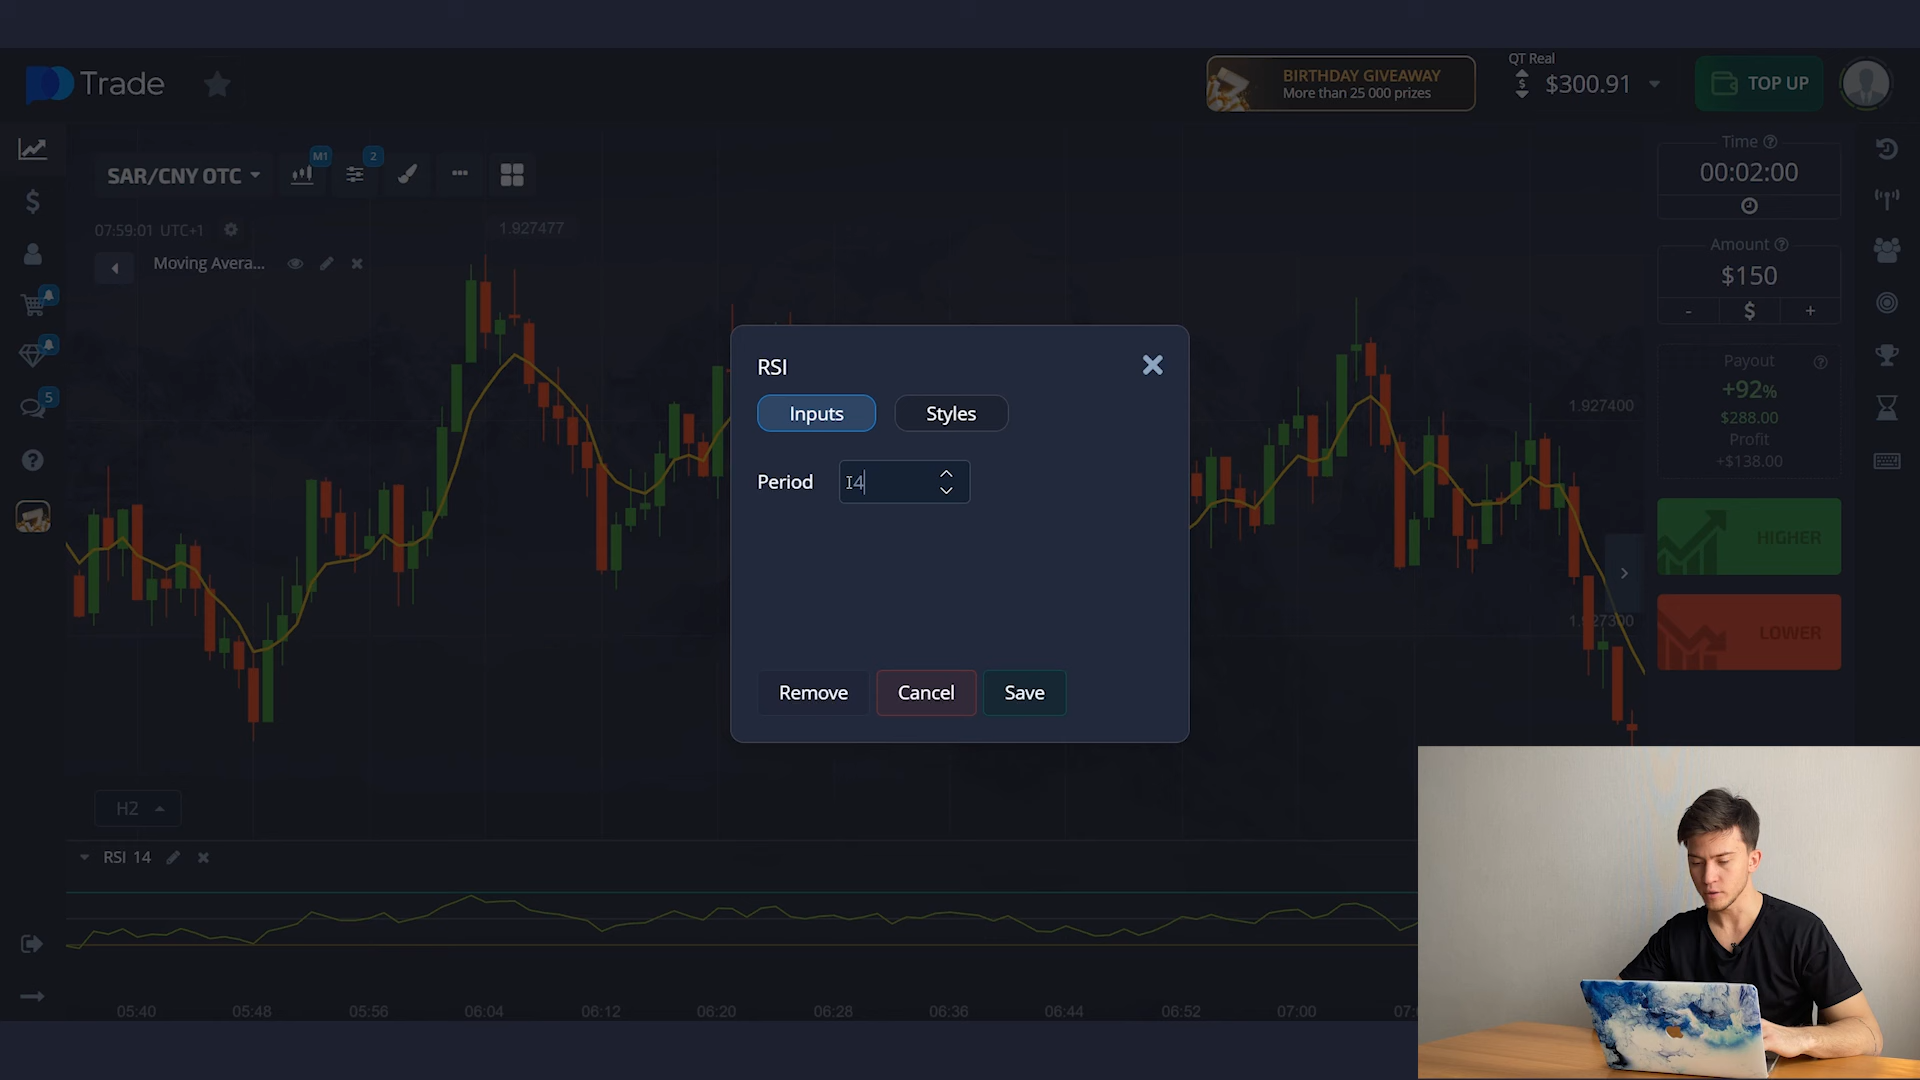 Trade
BIRTHDAY GIVEAWAY
More than 25 000 prizes
QT Real
$300.91
TOP UP
SAR/CNY OTC
M1
2
07:59:01 UTC+1
1.927477
Moving Avera...
Time
00:02:00
Amount
$150
- $ +
Payout
+92%
$288.00
Profit
+$138.00
HIGHER
LOWER
1.927400
1.927300
5
RSI
Inputs
Styles
Period
14
Remove
Cancel
Save
H2
RSI 14
05:40 05:48 05:56 06:04 06:12 06:20 06:28 06:36 06:44 06:52 07:00 07: